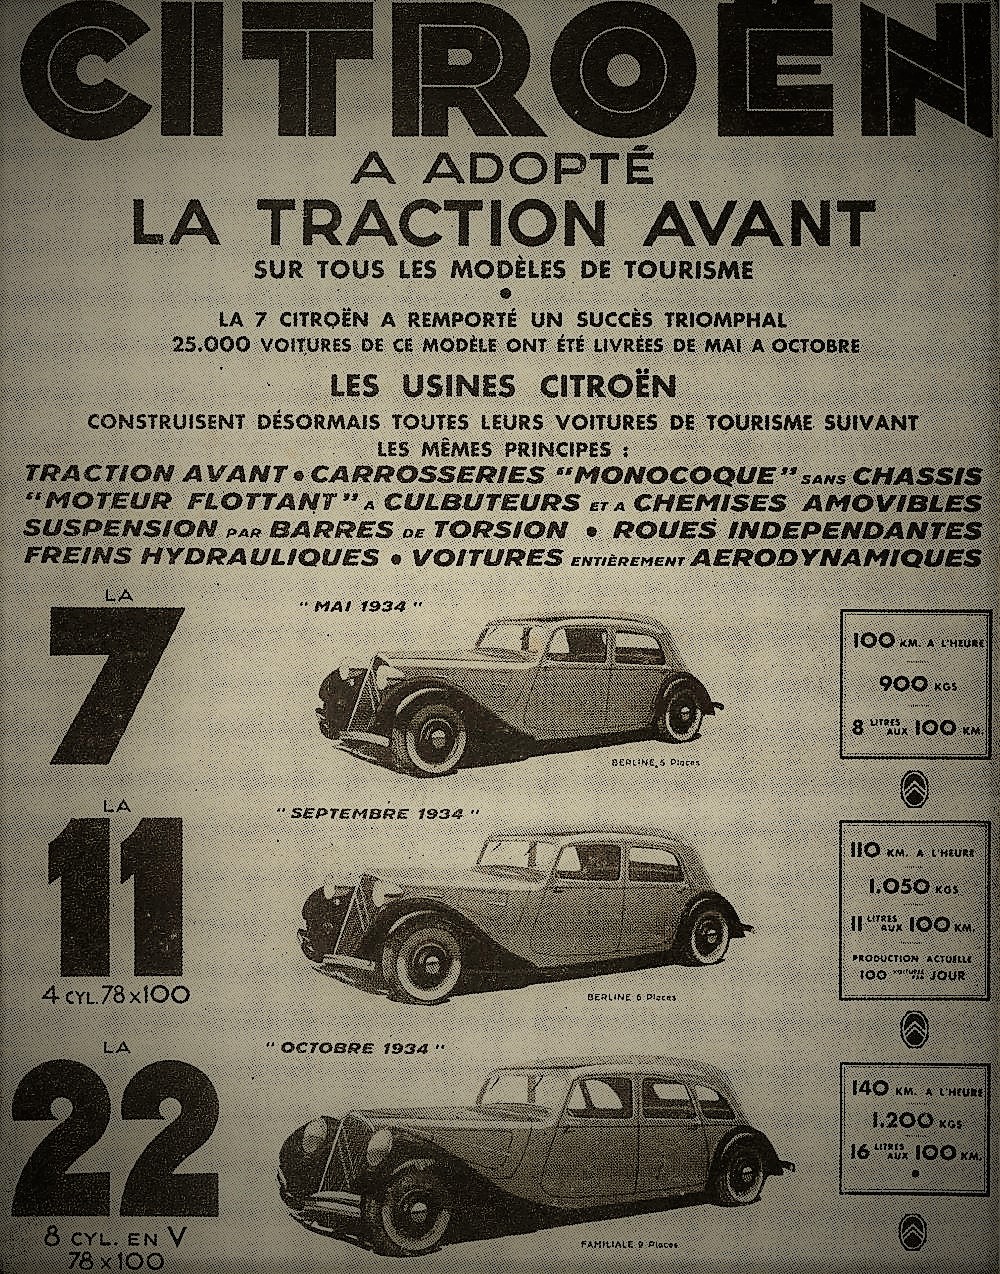 CITROËN
A ADOPTÉ
LA TRACTION AVANT
SUR TOUS LES MODÈLES DE TOURISME
LA 7 CITROËN A REMPORTÉ UN SUCCÈS TRIOMPHAL
25.000 VOITURES DE CE MODÈLE ONT ÉTÉ LIVRÉES DE MAI A OCTOBRE
LES USINES CITROËN
CONSTRUISENT DÉSORMAIS TOUTES LEURS VOITURES DE TOURISME SUIVANT
LES MÊMES PRINCIPES :
TRACTION AVANT • CARROSSERIES "MONOCOQUE" SANS CHASSIS
"MOTEUR FLOTTANT" A CULBUTEURS ET A CHEMISES AMOVIBLES
SUSPENSION PAR BARRES DE TORSION • ROUES INDEPENDANTES
FREINS HYDRAULIQUES • VOITURES ENTIÈREMENT AERODYNAMIQUES
LA
7
"MAI 1934"
BERLINE 5 Places
100 KM. A L'HEURE
900 KGS
8 LITRES AUX 100 KM.
LA
11
4 CYL. 78x100
"SEPTEMBRE 1934"
BERLINE 6 Places
110 KM. A L'HEURE
1.050 KGS
11 LITRES AUX 100 KM.
PRODUCTION ACTUELLE
100 VOITURES PAR JOUR
LA
22
8 CYL. EN V
78x100
"OCTOBRE 1934"
FAMILIALE 9 Places
140 KM. A L'HEURE
1.200 KGS
16 LITRES AUX 100 KM.